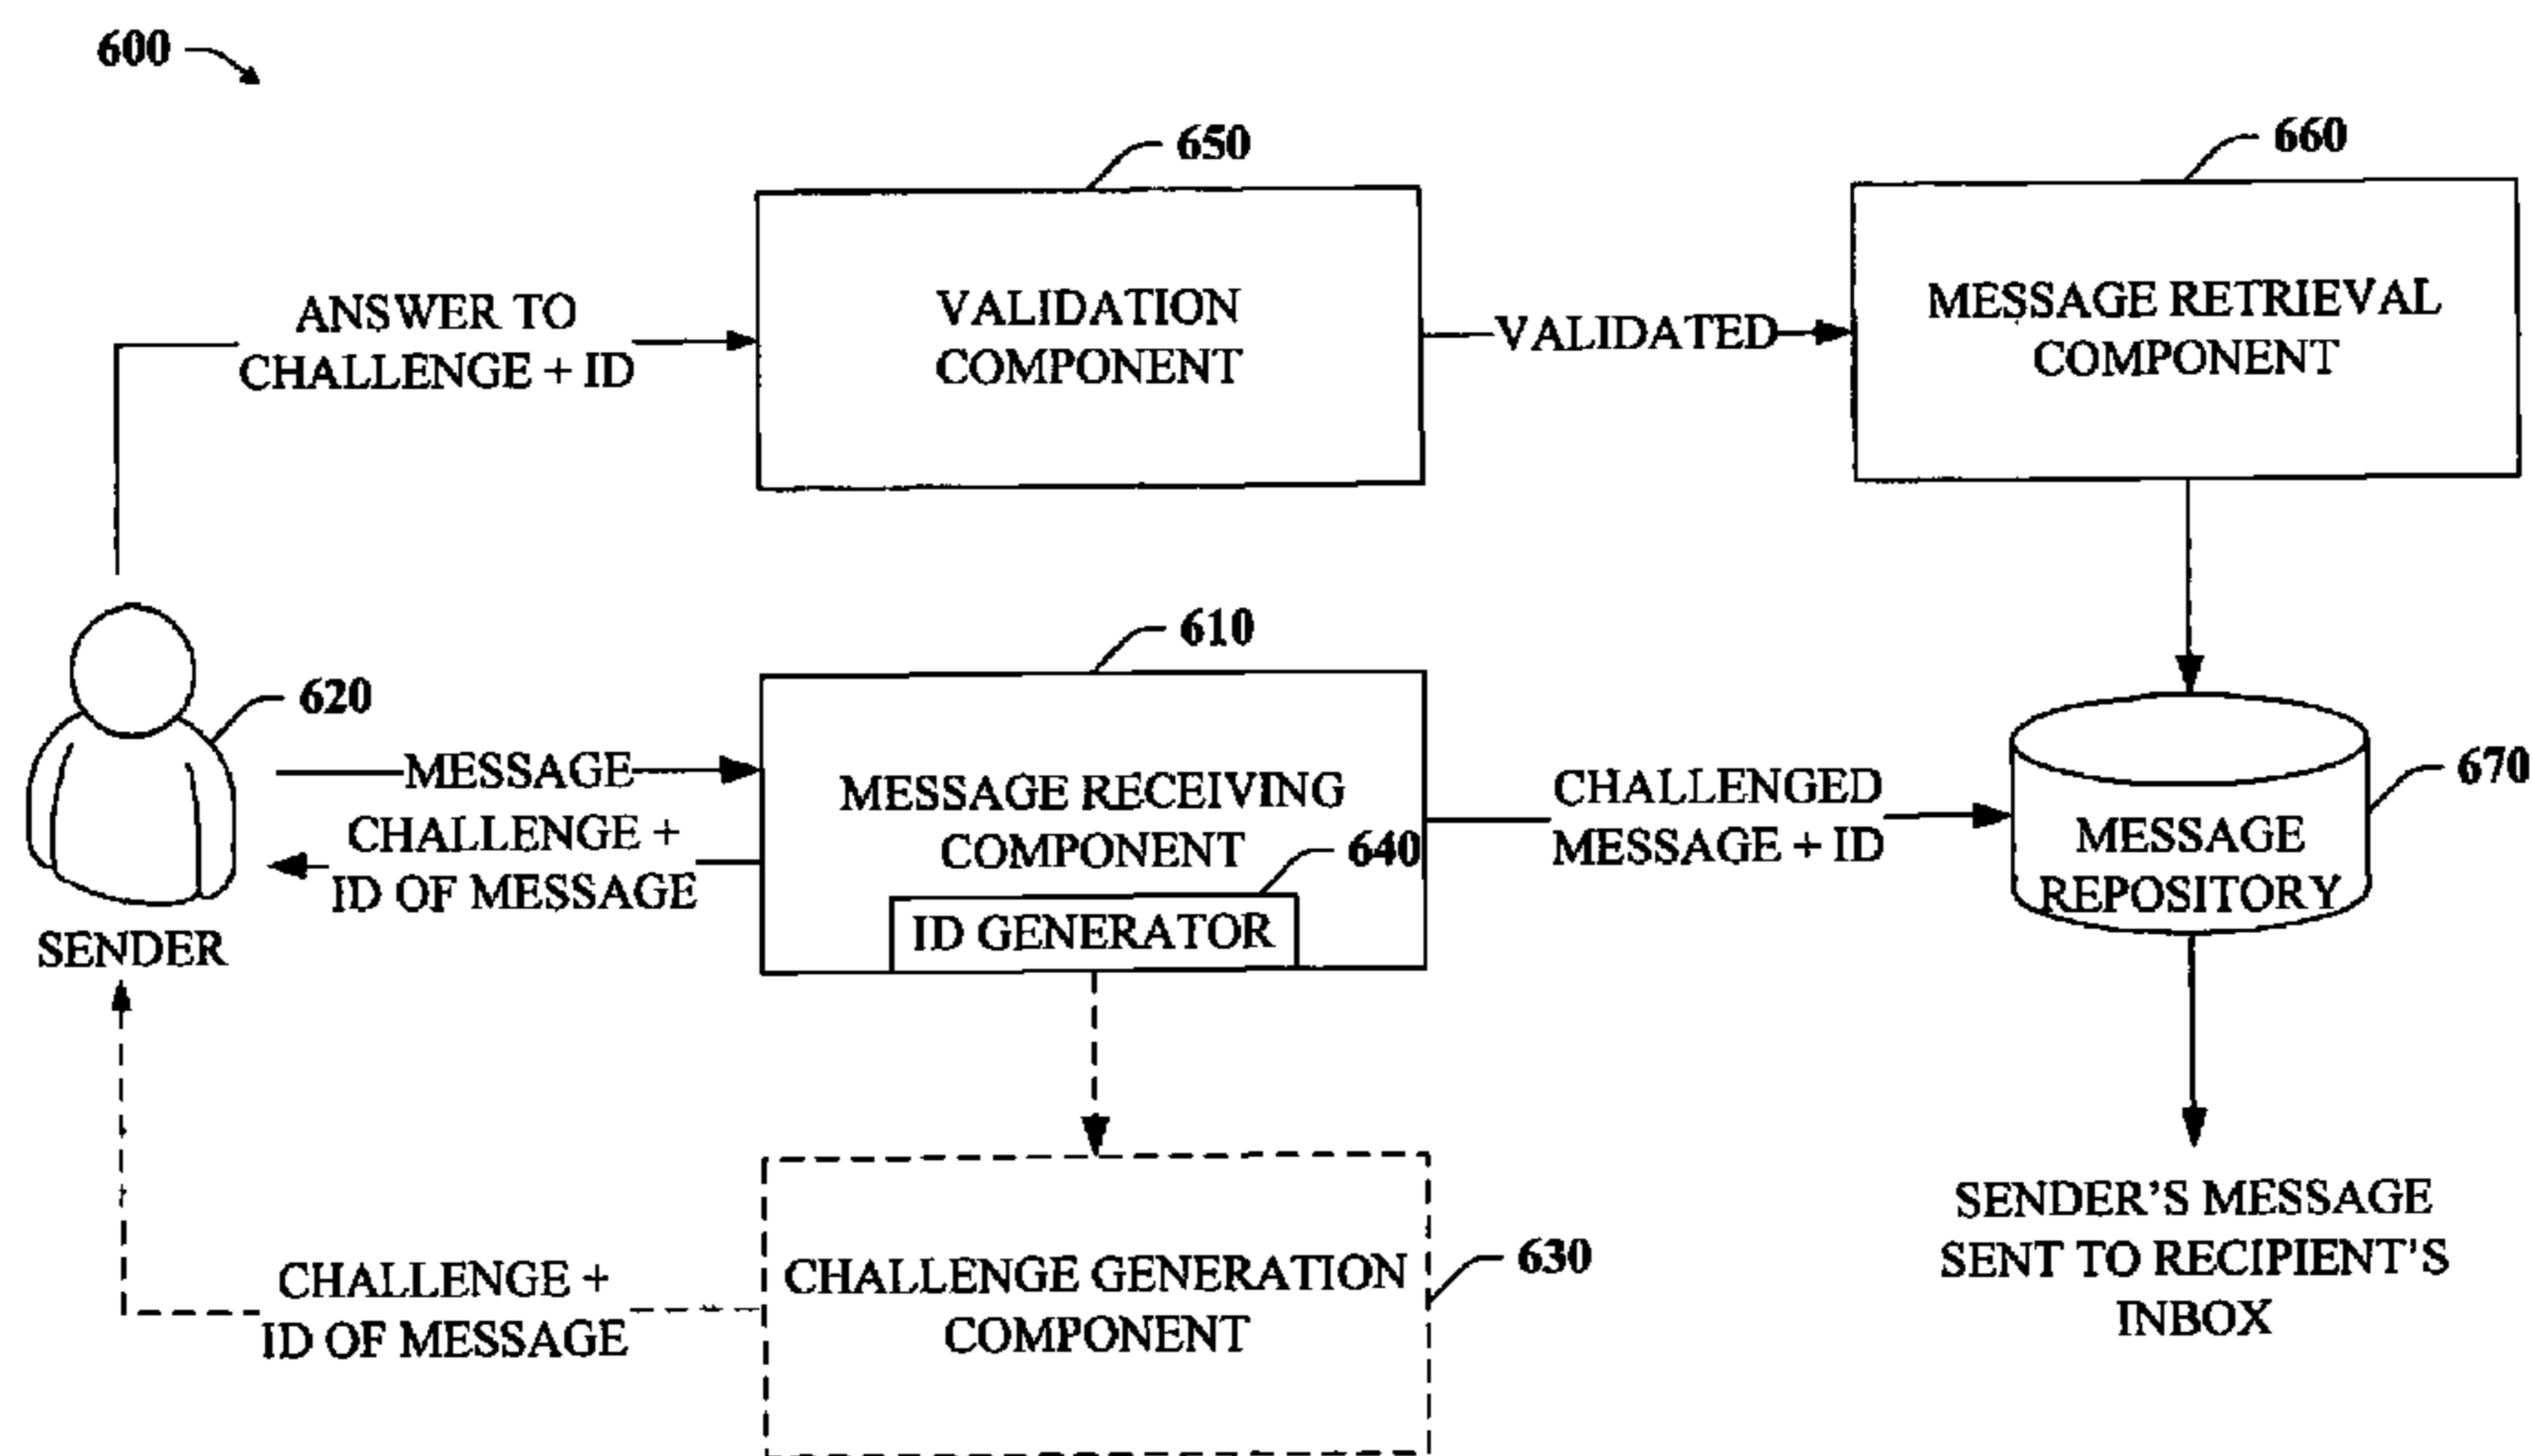 600
650
660
ANSWER TO
CHALLENGE + ID
VALIDATION
COMPONENT
VALIDATED
MESSAGE RETRIEVAL
COMPONENT
610
620
MESSAGE
CHALLENGE +
ID OF MESSAGE
SENDER
MESSAGE RECEIVING
COMPONENT
640
ID GENERATOR
CHALLENGED
MESSAGE + ID
670
MESSAGE
REPOSITORY
CHALLENGE +
ID OF MESSAGE
CHALLENGE GENERATION
COMPONENT
630
SENDER'S MESSAGE
SENT TO RECIPIENT'S
INBOX